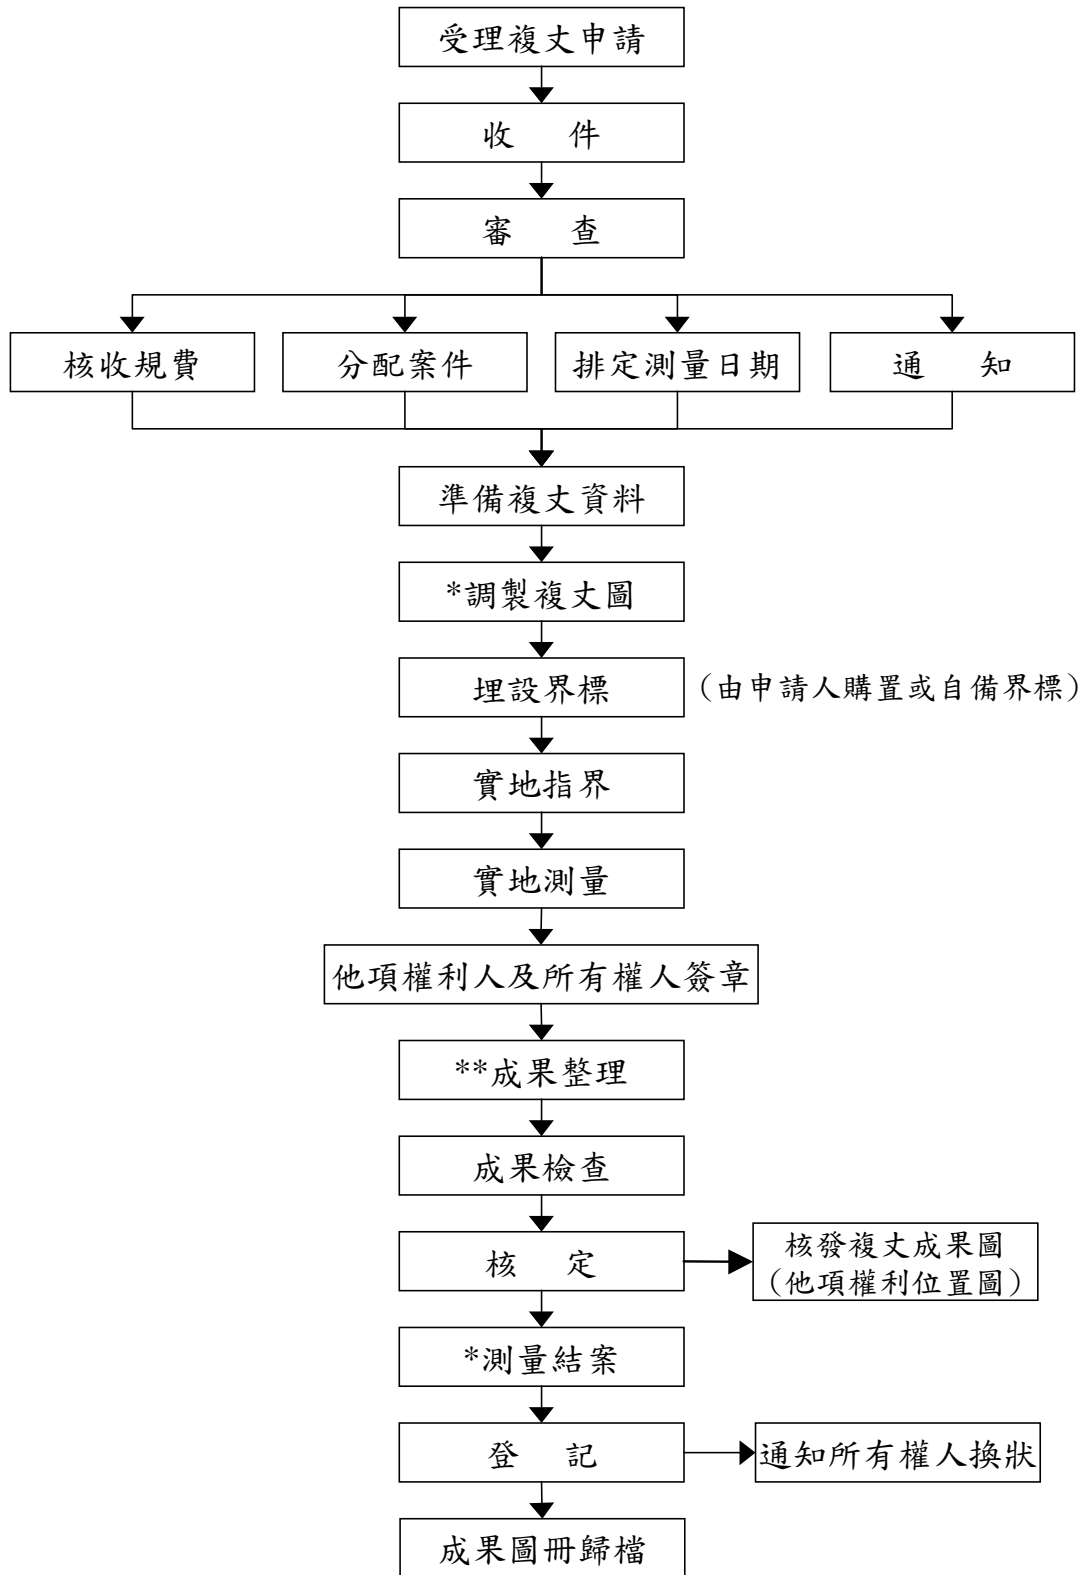 受理複丈申請
收 件
審 查
核收規費
分配案件
排定測量日期
通 知
準備複丈資料
*調製複丈圖
埋設界標
（由申請人購置或自備界標）
實地指界
實地測量
他項權利人及所有權人簽章
**成果整理
成果檢查
核 定
核發複丈成果圖
（他項權利位置圖）
*測量結案
登 記
通知所有權人換狀
成果圖冊歸檔